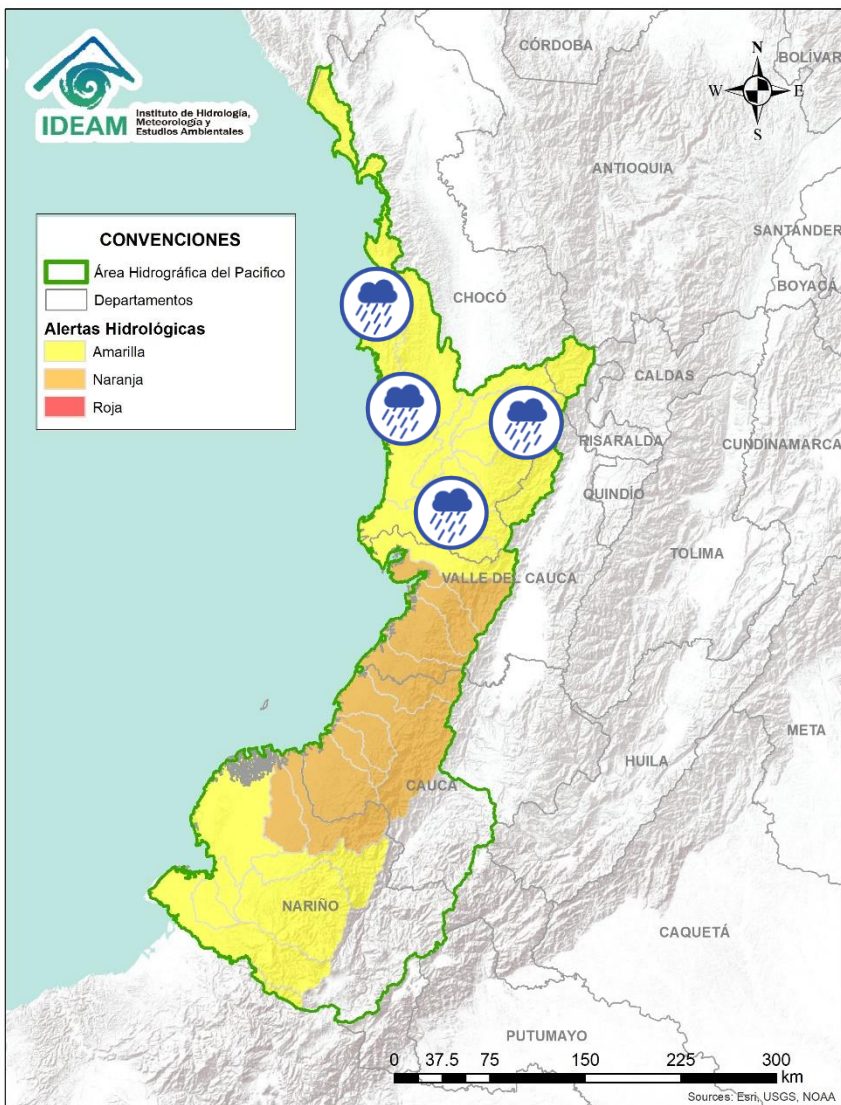 IDEAM
Instituto de Hidrología,
Meteorología y
Estudios Ambientales
CÓRDOBA
BOLÍVAR
N
W
E
S
ANTIOQUIA
SANTANDER
BOYACÁ
CONVENCIONES
Área Hidrográfica del Pacifico
Departamentos
Alertas Hidrológicas
Amarilla
Naranja
Roja
CHOCÓ
CALDAS
RISARALDA
CUNDINAMARCA
QUINDÍO
TOLIMA
VALLE DEL CAUCA
META
HUILA
CAUCA
NARIÑO
CAQUETÁ
PUTUMAYO
0 37.5 75 150 225 300
km
Sources: Esri, USGS, NOAA